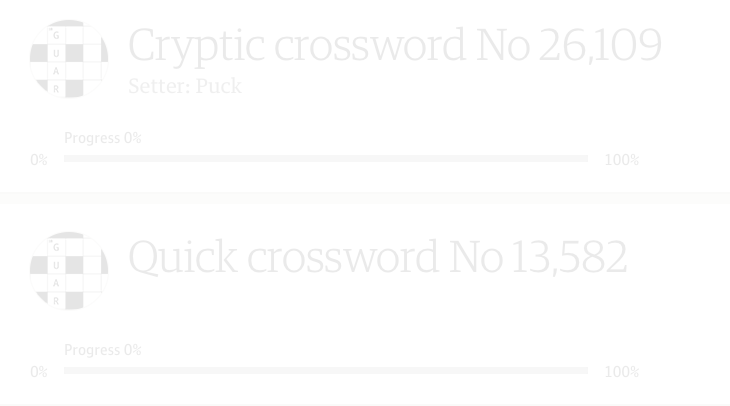 G
U
A
R
Cryptic crossword No 26,109
Setter: Puck
Progress 0%
0%
100%
G
U
A
R
Quick crossword No 13,582
Progress 0%
0%
100%